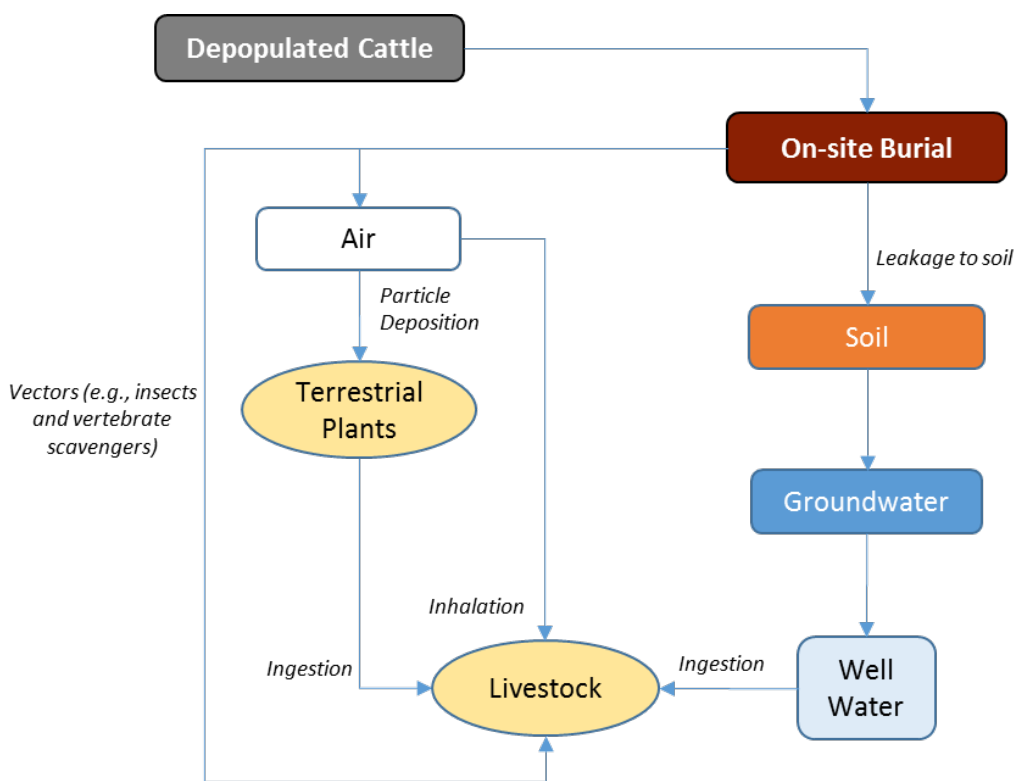 Depopulated Cattle
On-site Burial
Air
Leakage to soil
Particle
Deposition
Soil
Vectors (e.g., insects
and vertebrate
scavengers)
Terrestrial
Plants
Groundwater
Inhalation
Ingestion
Livestock
Ingestion
Well
Water